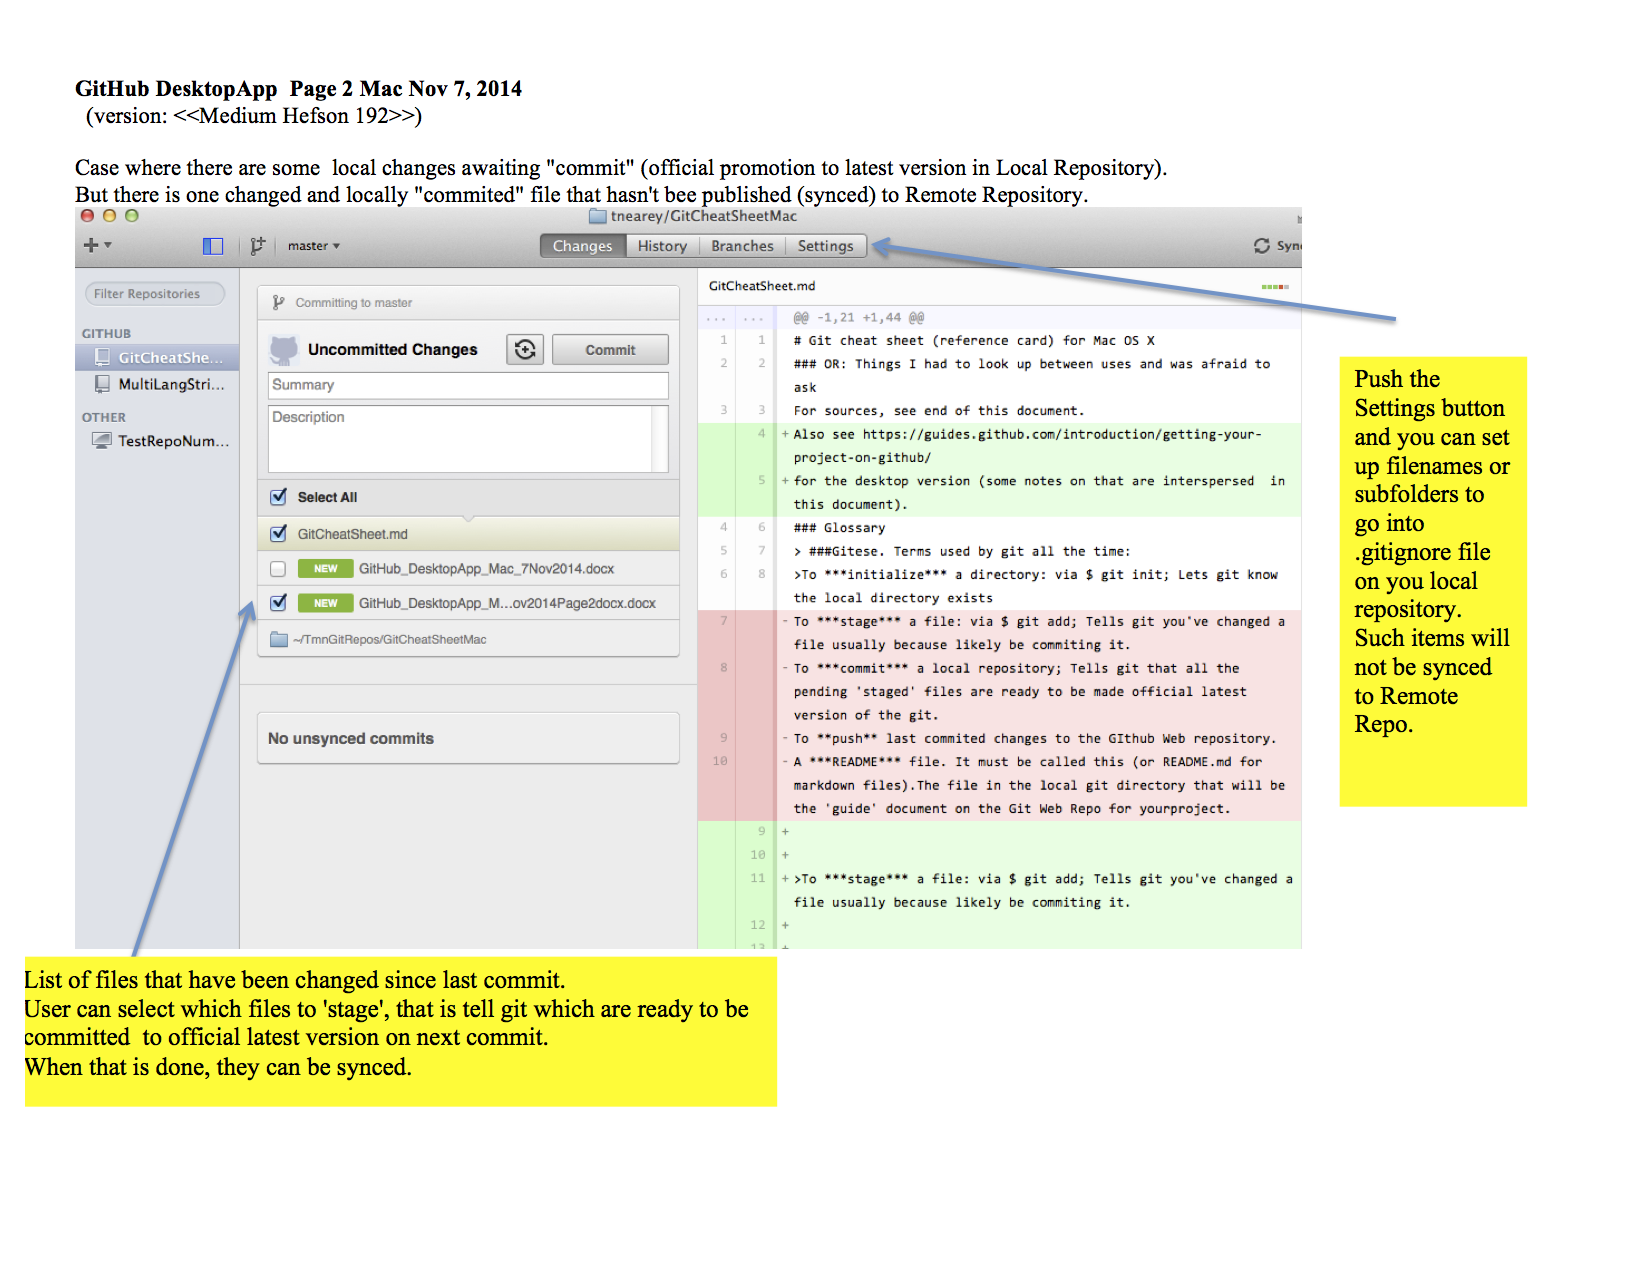 GitHub DesktopApp  Page 2 Mac Nov 7, 2014
(version: <<Medium Hefson 192>>)
Case where there are some  local changes awaiting "commit" (official promotion to latest version in Local Repository).
But there is one changed and locally "commited" file that hasn't bee published (synced) to Remote Repository.
tnearey/GitCheatSheetMac
master
Changes
History
Branches
Settings
Syn
Filter Repositories
GITHUB
GitCheatShe...
MultiLangStri...
OTHER
TestRepoNum...
Committing to master
Uncommitted Changes
Commit
Summary
Description
Select All
GitCheatSheet.md
NEW GitHub_DesktopApp_Mac_7Nov2014.docx
NEW GitHub_DesktopApp_M...ov2014Page2docx.docx
~/TmnGitRepos/GitCheatSheetMac
No unsynced commits
GitCheatSheet.md
... ... @@ -1,21 +1,44 @@
1 1 # Git cheat sheet (reference card) for Mac OS X
2 2 ### OR: Things I had to look up between uses and was afraid to
ask
3 3 For sources, see end of this document.
4 + Also see https://guides.github.com/introduction/getting-your-
project-on-github/
5 + for the desktop version (some notes on that are interspersed  in
this document).
4 6 ### Glossary
5 7 > ###Gitese. Terms used by git all the time:
6 8 >To ***initialize*** a directory: via $ git init; Lets git know
the local directory exists
7 - To ***stage*** a file: via $ git add; Tells git you've changed a
file usually because likely be commiting it.
8 - To ***commit*** a local repository; Tells git that all the
pending 'staged' files are ready to be made official latest
version of the git.
9 - To **push** last commited changes to the GIthub Web repository.
10 - A ***README*** file. It must be called this (or README.md for
markdown files).The file in the local git directory that will be
the 'guide' document on the Git Web Repo for yourproject.
9 +
10 +
11 + >To ***stage*** a file: via $ git add; Tells git you've changed a
file usually because likely be commiting it.
12 +
13 +
Push the
Settings button
and you can set
up filenames or
subfolders to
go into
.gitignore file
on you local
repository.
Such items will
not be synced
to Remote
Repo.
List of files that have been changed since last commit.
User can select which files to 'stage', that is tell git which are ready to be
committed  to official latest version on next commit.
When that is done, they can be synced.